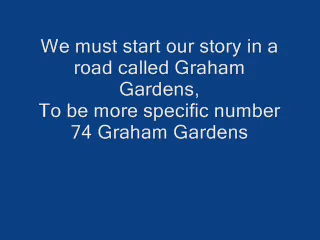 We must start our story in a
road called Graham
Gardens,
To be more specific number
74 Graham Gardens